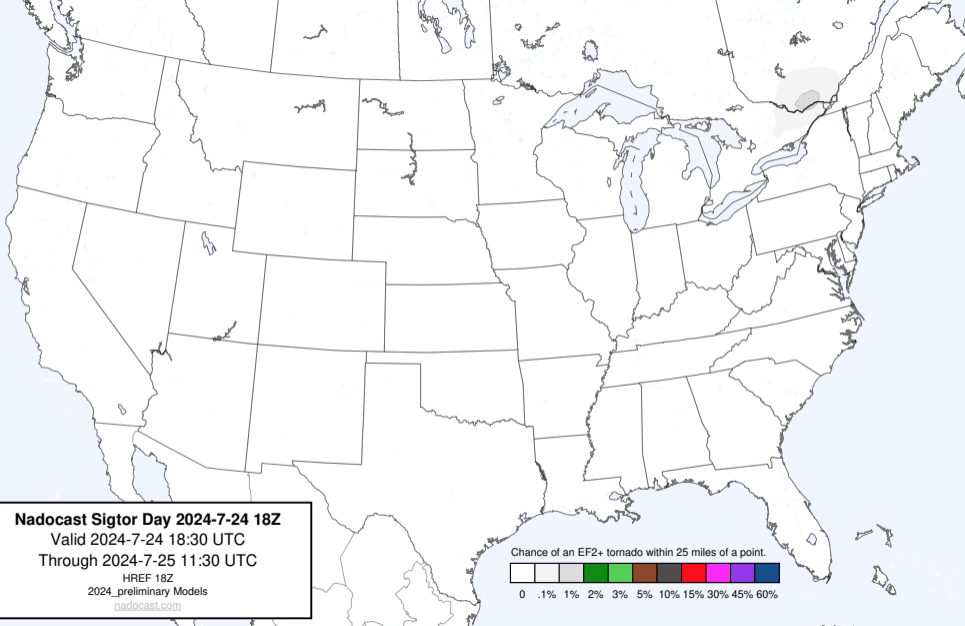 Nadocast Sigtor Day 2024-7-24 18Z
Valid 2024-7-24 18:30 UTC
Through 2024-7-25 11:30 UTC
HREF 18Z
2024_preliminary Models
nadocast.com
Chance of an EF2+ tornado within 25 miles of a point.
0 .1% 1% 2% 3% 5% 10% 15% 30% 45% 60%